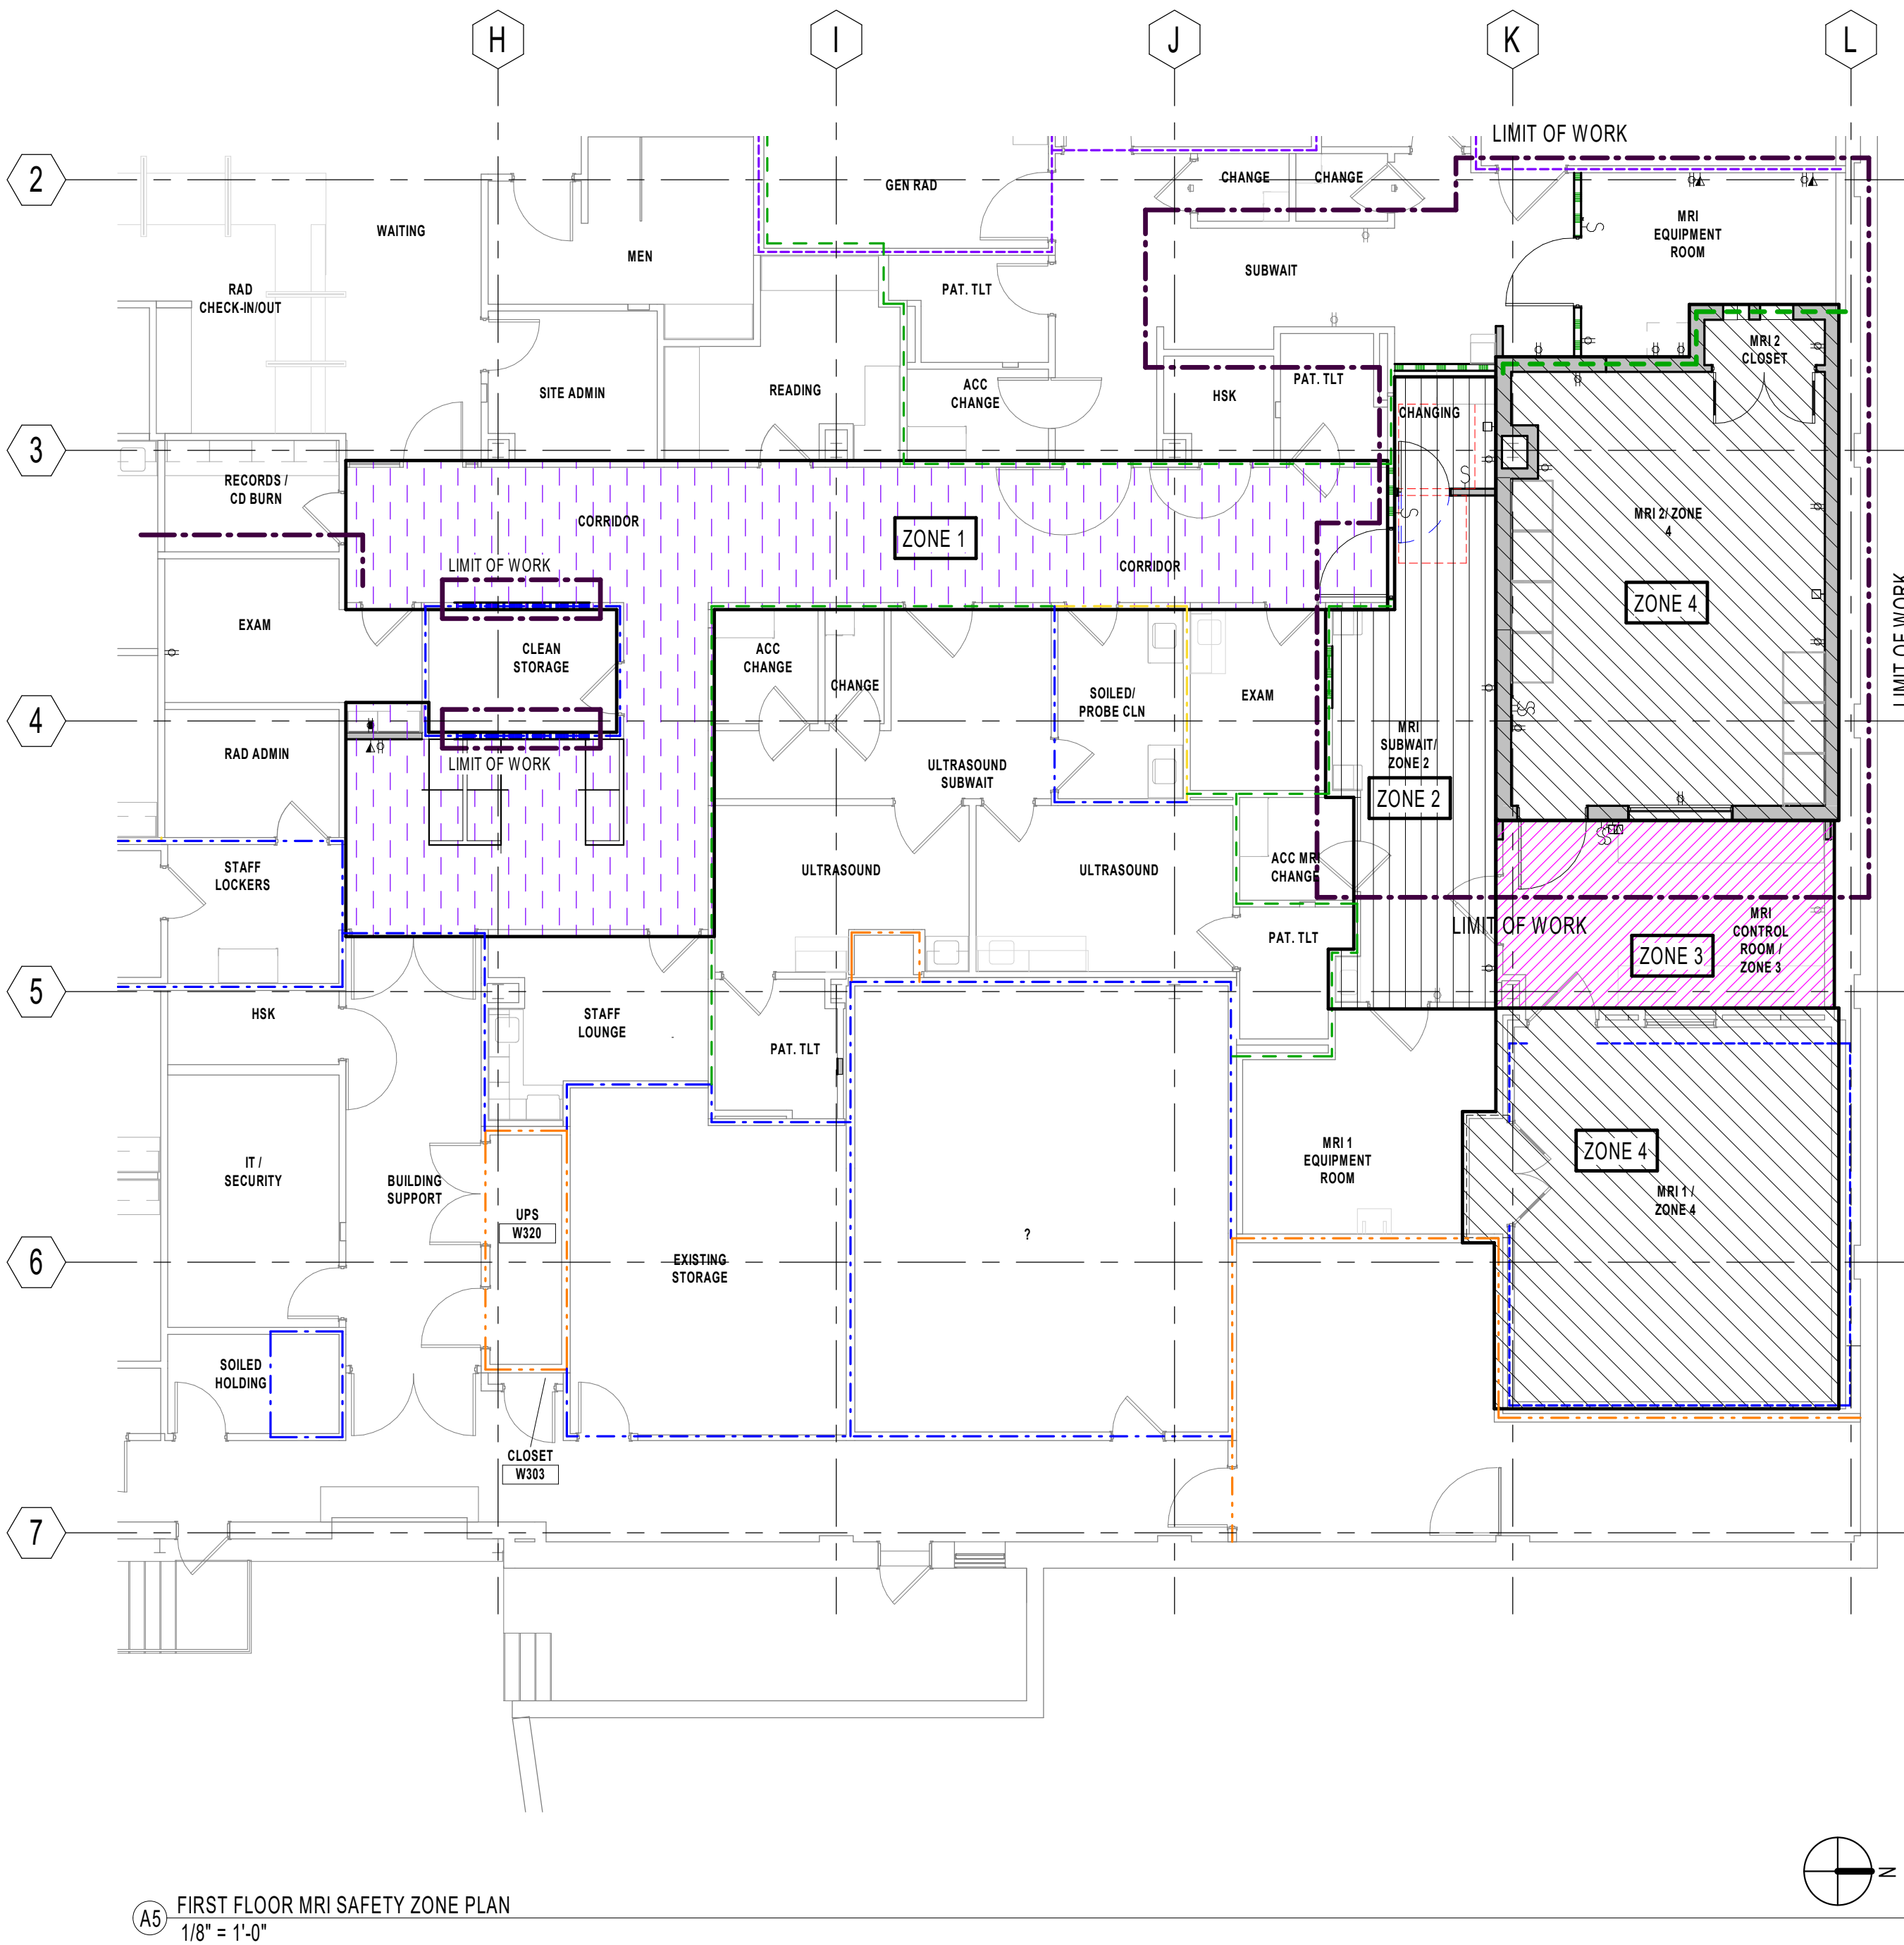 H
I
J
K
L
LIMIT OF WORK
2
GEN RAD
CHANGE
CHANGE
WAITING
MEN
MRI
EQUIPMENT
ROOM
RAD
CHECK-IN/OUT
PAT. TLT
SUBWAIT
S
MRI 2
CLOSET
SITE ADMIN
READING
ACC
CHANGE
HSK
PAT. TLT
CHANGING
3
RECORDS /
CD BURN
S
CORRIDOR
ZONE 1
S
MRI 2/ ZONE
4
LIMIT OF WORK
CORRIDOR
ZONE 4
LIMIT OF WORK
EXAM
CLEAN
STORAGE
ACC
CHANGE
CHANGE
SOILED/
PROBE CLN
EXAM
4
SS
RAD ADMIN
LIMIT OF WORK
ULTRASOUND
SUBWAIT
MRI
SUBWAIT/
ZONE 2
ZONE 2
SS
STAFF
LOCKERS
ULTRASOUND
ULTRASOUND
ACC MRI
CHANGE
LIMIT OF WORK
MRI
CONTROL
ROOM /
ZONE 3
ZONE 3
PAT. TLT
5
HSK
STAFF
LOUNGE
PAT. TLT
IT /
SECURITY
BUILDING
SUPPORT
MRI 1
EQUIPMENT
ROOM
ZONE 4
MRI 1 /
ZONE 4
UPS
W320
?
6
EXISTING
STORAGE
SOILED
HOLDING
CLOSET
W303
7
N
A5
FIRST FLOOR MRI SAFETY ZONE PLAN
1/8" = 1'-0"